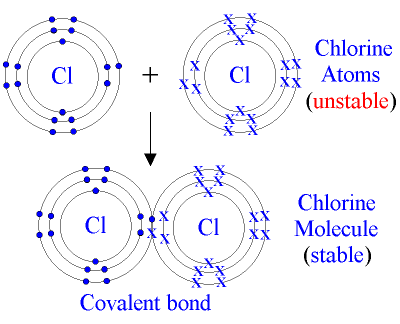 Cl + Cl
Chlorine
Atoms
(unstable)
Cl Cl
Chlorine
Molecule
(stable)
Covalent bond